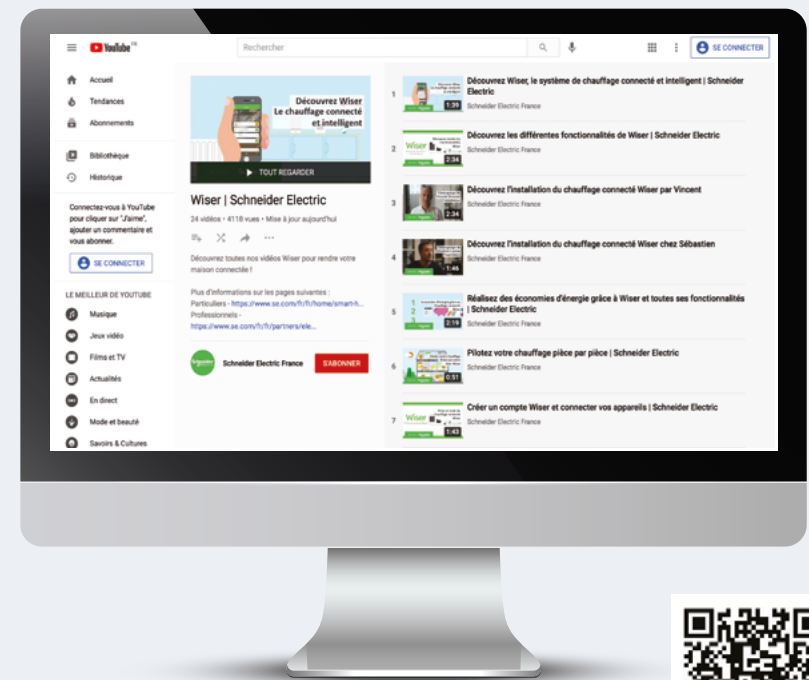 YouTube FR
Rechercher
SE CONNECTER
Accueil
Tendances
Abonnements
Bibliothèque
Historique
Connectez-vous à YouTube
pour cliquer sur "J'aime",
ajouter un commentaire et
vous abonner.
SE CONNECTER
LE MEILLEUR DE YOUTUBE
Musique
Jeux vidéo
Films et TV
Actualités
En direct
Mode et beauté
Savoirs & Cultures
Découvrez Wiser
Le chauffage connecté
et intelligent
TOUT REGARDER
Wiser | Schneider Electric
24 vidéos • 4118 vues • Mise à jour aujourd'hui
Découvrez toutes nos vidéos Wiser pour rendre votre
maison connectée !
Plus d'informations sur les pages suivantes :
Particuliers - https://www.se.com/fr/fr/home/smart-h...
Professionnels -
https://www.se.com/fr/fr/partners/ele...
Schneider Electric France
S'ABONNER
1
1:39
Découvrez Wiser, le système de chauffage connecté et intelligent | Schneider
Electric
Schneider Electric France
2
Wiser
2:34
Découvrez les différentes fonctionnalités de Wiser | Schneider Electric
Schneider Electric France
3
2:34
Découvrez l'installation du chauffage connecté Wiser par Vincent
Schneider Electric France
4
1:46
Découvrez l'installation du chauffage connecté Wiser chez Sébastien
Schneider Electric France
5
1
2
3
2:19
Réalisez des économies d'énergie grâce à Wiser et toutes ses fonctionnalités
| Schneider Electric
Schneider Electric France
6
0:51
Pilotez votre chauffage pièce par pièce | Schneider Electric
Schneider Electric France
7
Wiser
1:43
Créer un compte Wiser et connecter vos appareils | Schneider Electric
Schneider Electric France